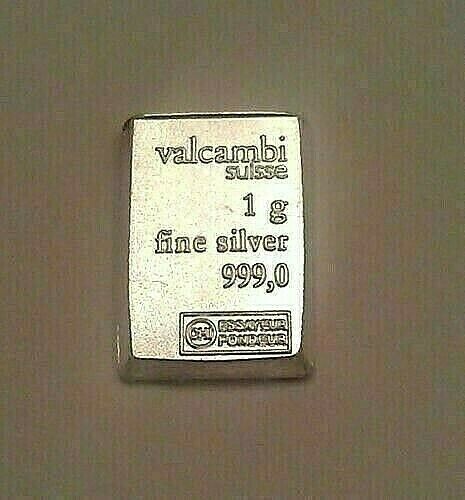 valcambi
suisse
1 g
fine silver
999,0
CHI
ESSAYEUR
FONDEUR